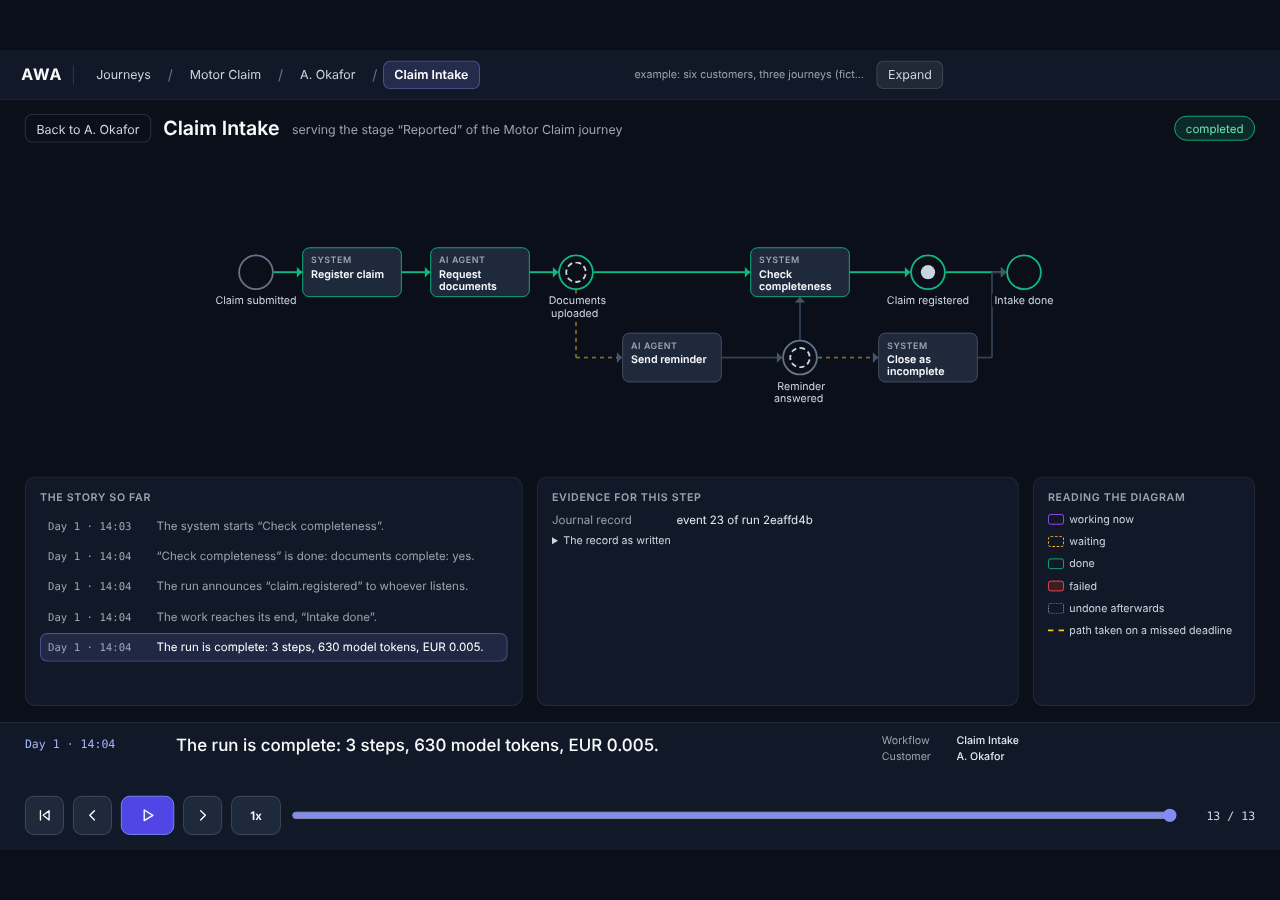 AWA
Journeys / Motor Claim / A. Okafor / Claim Intake
example: six customers, three journeys (fict...
Expand
Back to A. Okafor
Claim Intake
serving the stage “Reported” of the Motor Claim journey
completed
Claim submitted
SYSTEM
Register claim
AI AGENT
Request
documents
Documents
uploaded
SYSTEM
Check
completeness
Claim registered
Intake done
AI AGENT
Send reminder
Reminder
answered
SYSTEM
Close as
incomplete
THE STORY SO FAR
Day 1 · 14:03 The system starts “Check completeness”.
Day 1 · 14:04 “Check completeness” is done: documents complete: yes.
Day 1 · 14:04 The run announces “claim.registered” to whoever listens.
Day 1 · 14:04 The work reaches its end, “Intake done”.
Day 1 · 14:04 The run is complete: 3 steps, 630 model tokens, EUR 0.005.
EVIDENCE FOR THIS STEP
Journal record event 23 of run 2eaffd4b
The record as written
READING THE DIAGRAM
working now
waiting
done
failed
undone afterwards
path taken on a missed deadline
Day 1 · 14:04
The run is complete: 3 steps, 630 model tokens, EUR 0.005.
Workflow Claim Intake
Customer A. Okafor
1x
13 / 13